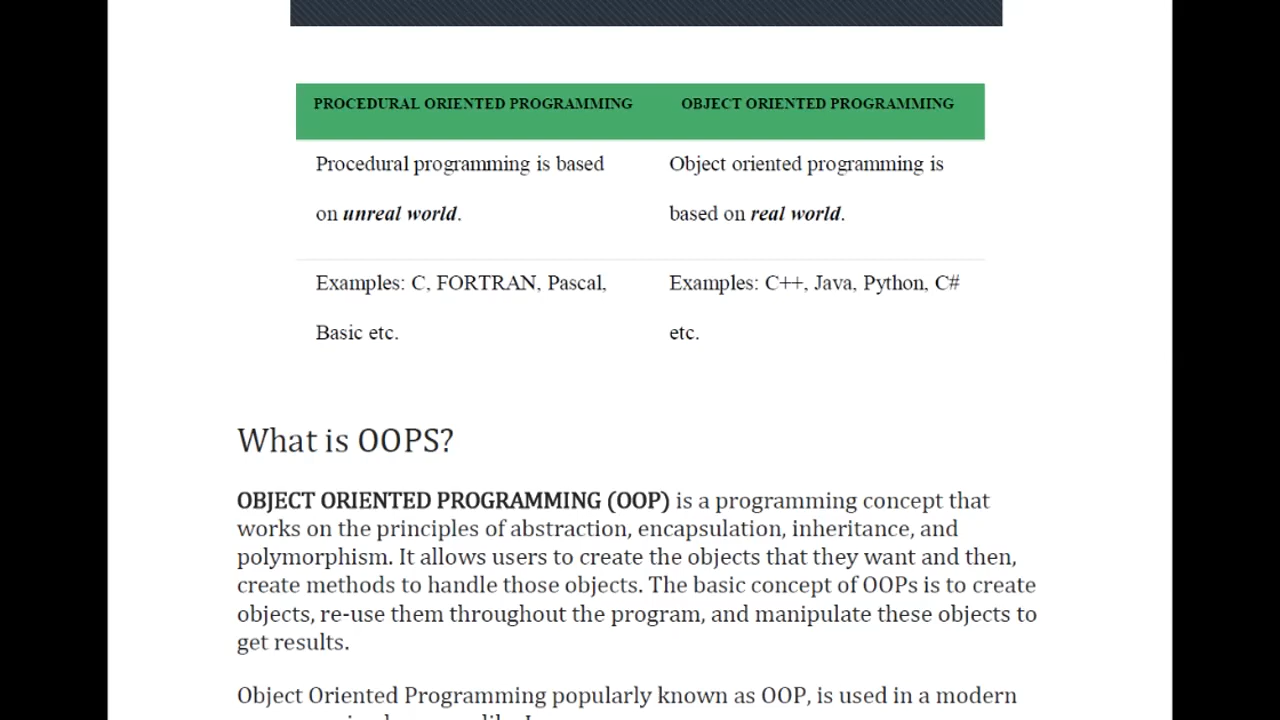 PROCEDURAL ORIENTED PROGRAMMING
OBJECT ORIENTED PROGRAMMING
Procedural programming is based
on unreal world.
Object oriented programming is
based on real world.
Examples: C, FORTRAN, Pascal,
Basic etc.
Examples: C++, Java, Python, C#
etc.
What is OOPS?
OBJECT ORIENTED PROGRAMMING (OOP) is a programming concept that
works on the principles of abstraction, encapsulation, inheritance, and
polymorphism. It allows users to create the objects that they want and then,
create methods to handle those objects. The basic concept of OOPs is to create
objects, re-use them throughout the program, and manipulate these objects to
get results.
Object Oriented Programming popularly known as OOP, is used in a modern